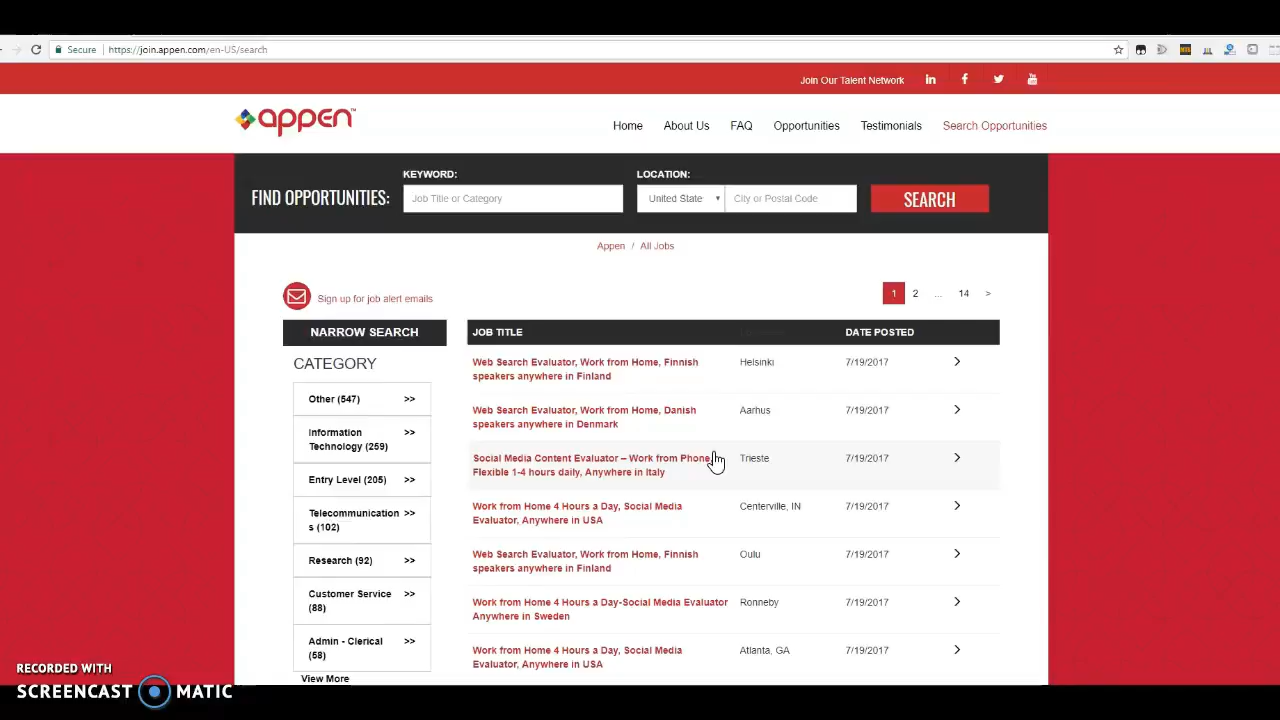 Secure https://join.appen.com/en-US/search
Join Our Talent Network
appen™
Home About Us FAQ Opportunities Testimonials Search Opportunities
KEYWORD: LOCATION:
FIND OPPORTUNITIES: Job Title or Category United State City or Postal Code SEARCH
Appen / All Jobs
Sign up for job alert emails
1 2 ... 14 >
NARROW SEARCH
CATEGORY
Other (547) >>
Information >>
Technology (259)
Entry Level (205) >>
Telecommunication >>
s (102)
Research (92) >>
Customer Service >>
(88)
Admin - Clerical >>
(58)
View More
JOB TITLE DATE POSTED
Web Search Evaluator, Work from Home, Finnish Helsinki 7/19/2017
speakers anywhere in Finland
Web Search Evaluator, Work from Home, Danish Aarhus 7/19/2017
speakers anywhere in Denmark
Social Media Content Evaluator – Work from Phone, Trieste 7/19/2017
Flexible 1-4 hours daily, Anywhere in Italy
Work from Home 4 Hours a Day, Social Media Centerville, IN 7/19/2017
Evaluator, Anywhere in USA
Web Search Evaluator, Work from Home, Finnish Oulu 7/19/2017
speakers anywhere in Finland
Work from Home 4 Hours a Day-Social Media Evaluator Ronneby 7/19/2017
Anywhere in Sweden
Work from Home 4 Hours a Day, Social Media Atlanta, GA 7/19/2017
Evaluator, Anywhere in USA
RECORDED WITH
SCREENCAST MATIC